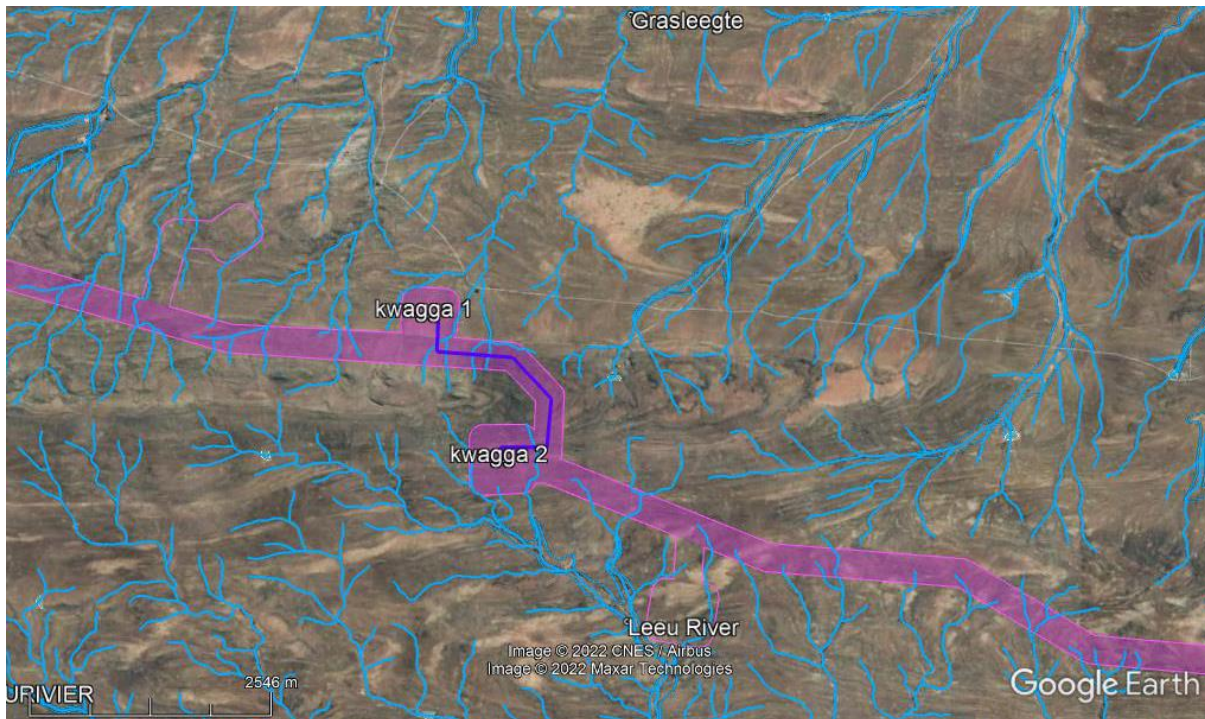 Grasleegte
kwagga 1
kwagga 2
Leeu River
Image © 2022 CNES / Airbus
Image © 2022 Maxar Technologies
2546 m
URIVIER
Google Earth